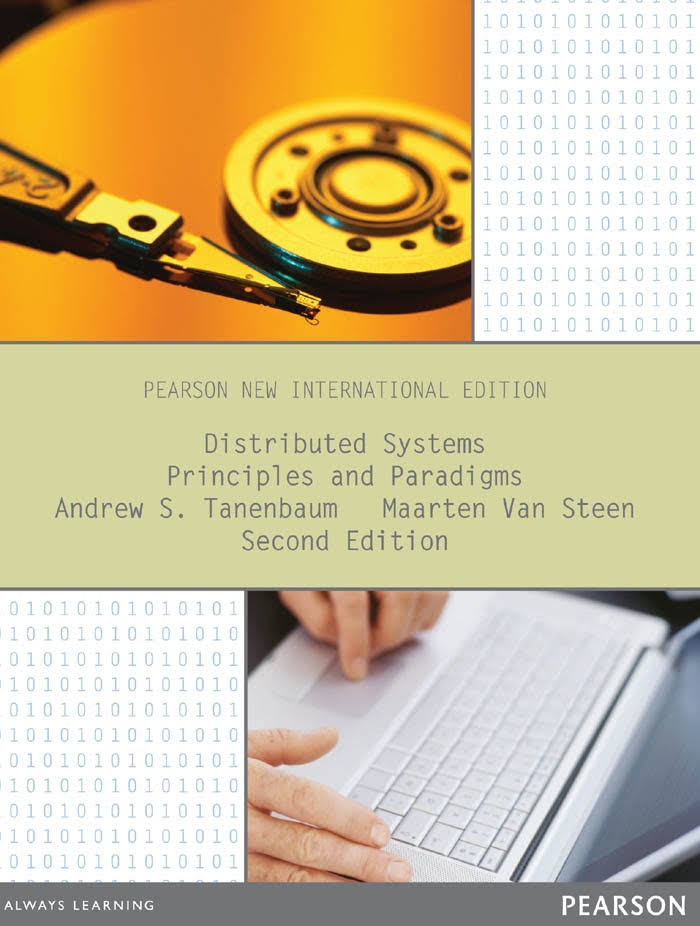 PEARSON NEW INTERNATIONAL EDITION
Distributed Systems
Principles and Paradigms
Andrew S. Tanenbaum Maarten Van Steen
Second Edition
ALWAYS LEARNING
PEARSON